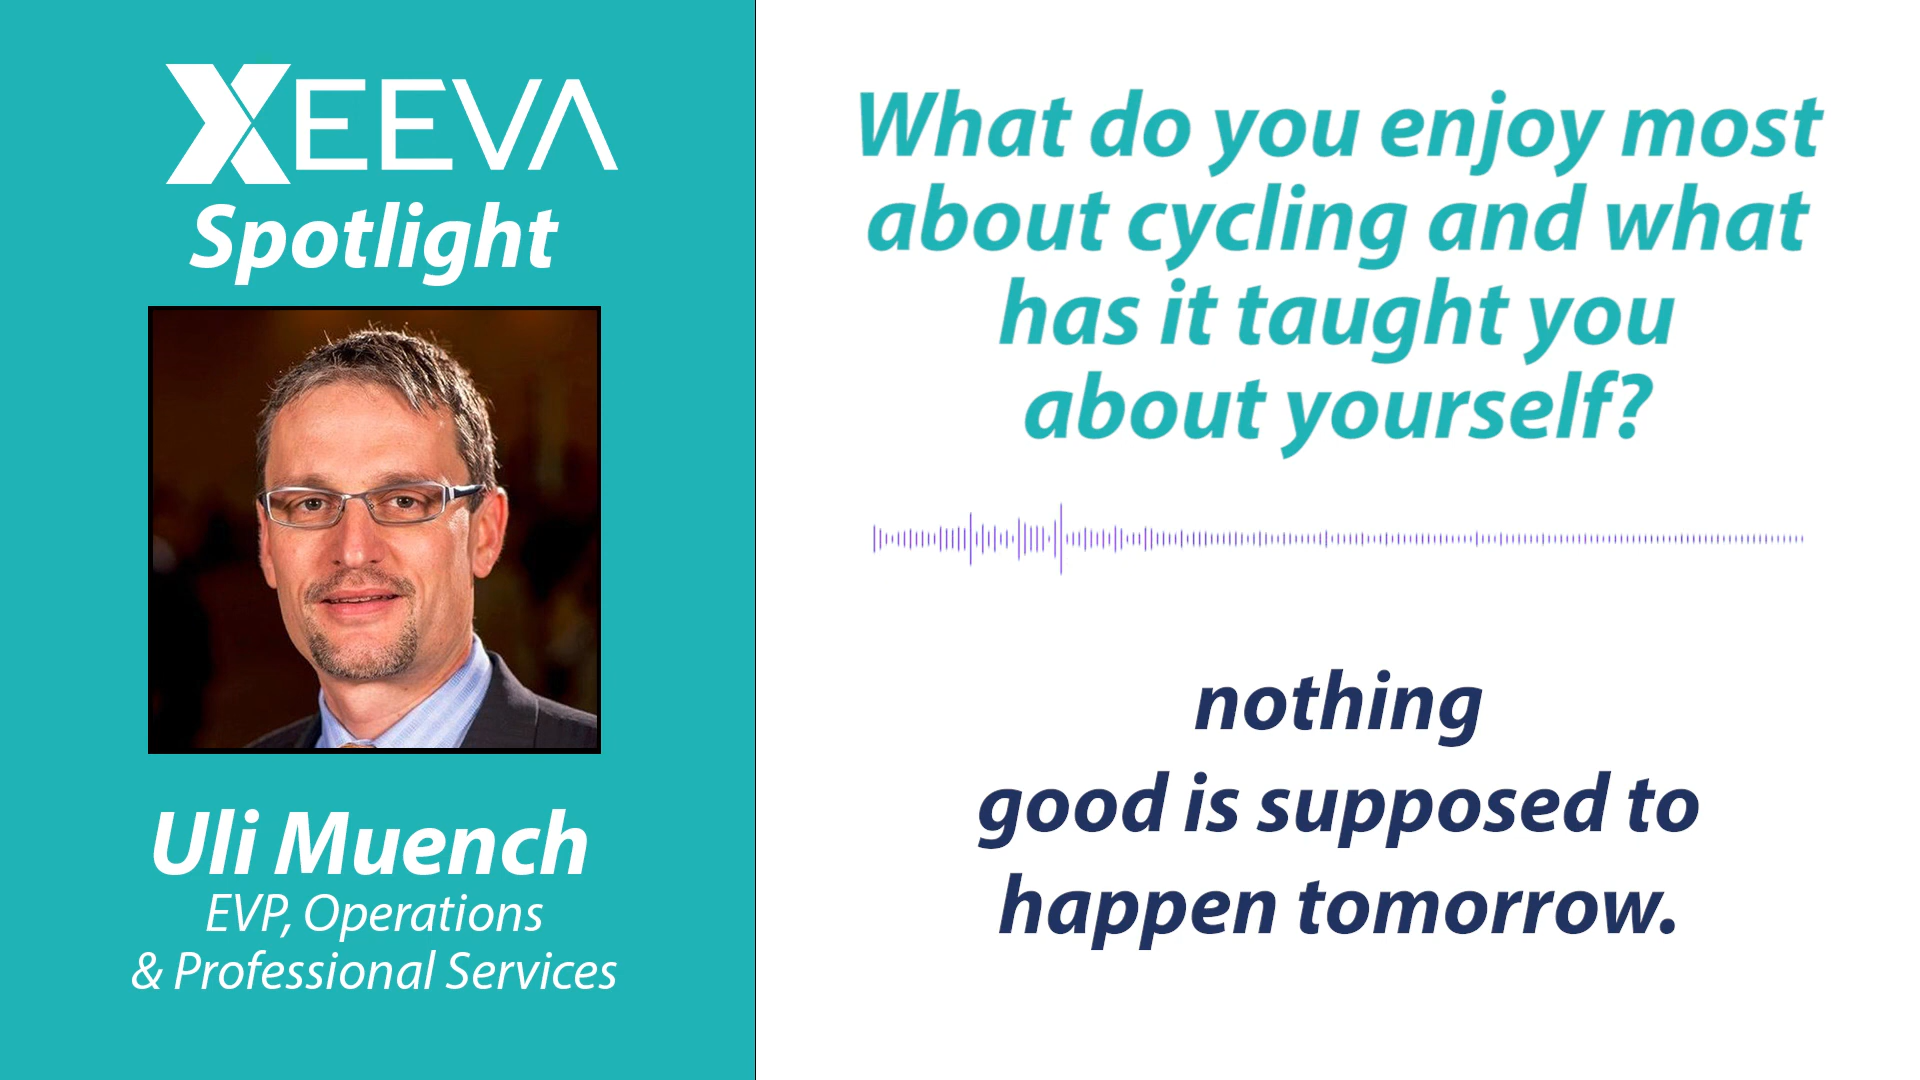 XEEVA
Spotlight
Uli Muench
EVP, Operations
& Professional Services
What do you enjoy most
about cycling and what
has it taught you
about yourself?
nothing
good is supposed to
happen tomorrow.